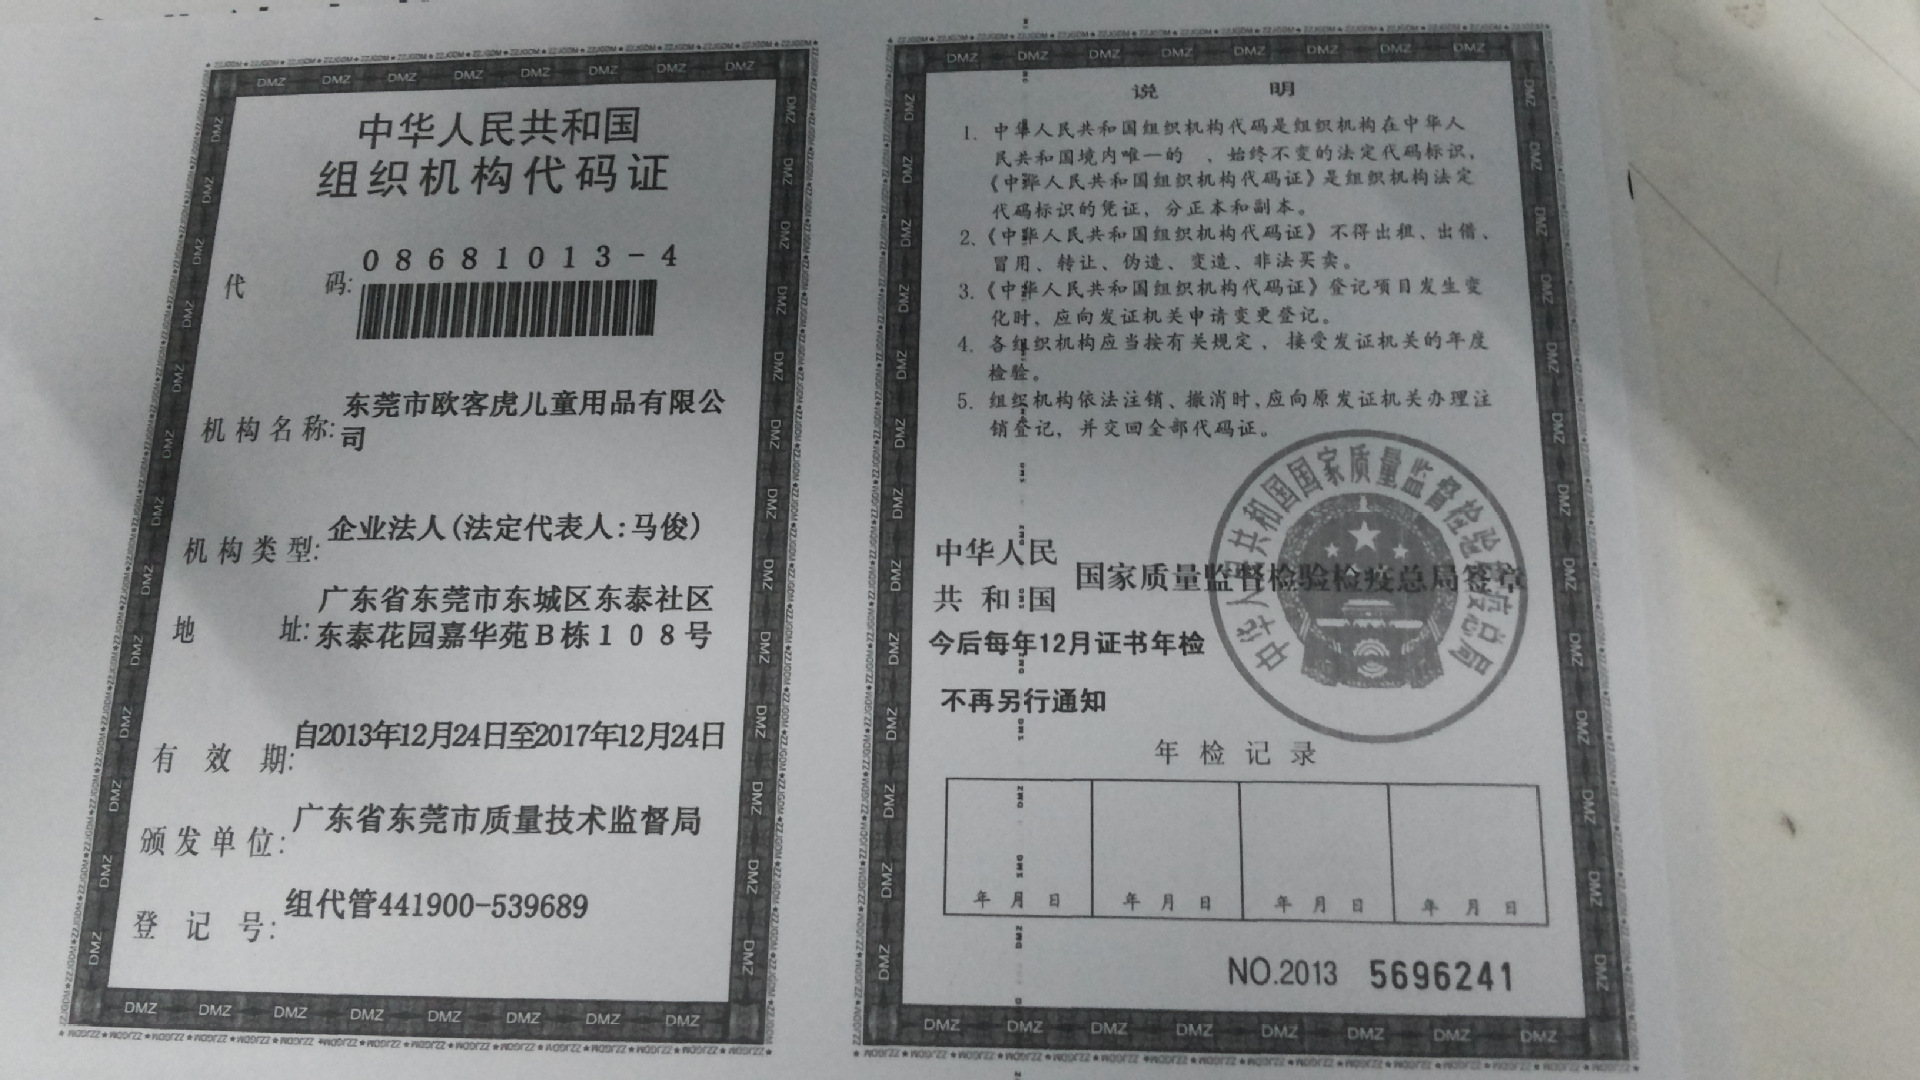 中华人民共和国
组织机构代码证
代 码: 08681013-4
机构名称: 东莞市欧客虎儿童用品有限公
司
机构类型: 企业法人(法定代表人:马俊)
地 址: 广东省东莞市东城区东泰社区
东泰花园嘉华苑B栋108号
有 效 期: 自2013年12月24日至2017年12月24日
颁发单位: 广东省东莞市质量技术监督局
登 记 号: 组代管441900-539689
说 明
1. 中华人民共和国组织机构代码是组织机构在中华人
民共和国境内唯一的 、始终不变的法定代码标识,
《中华人民共和国组织机构代码证》是组织机构法定
代码标识的凭证, 分正本和副本。
2.《中华人民共和国组织机构代码证》不得出租、出借、
冒用、转让、伪造、变造、非法买卖。
3.《中华人民共和国组织机构代码证》登记项目发生变
化时, 应向发证机关申请变更登记。
4. 各组织机构应当按有关规定、接受发证机关的年度
检验。
5. 组织机构依法注销、撤消时,应向原发证机关办理注
销登记, 并交回全部代码证。
中华人民共和国国家质量监督检验检疫总局
中华人民
共和国 国家质量监督检验检疫总局签章
今后每年12月证书年检
不再另行通知
年检记录
年 月 日 年 月 日 年 月 日 年 月 日
NO.2013 5696241